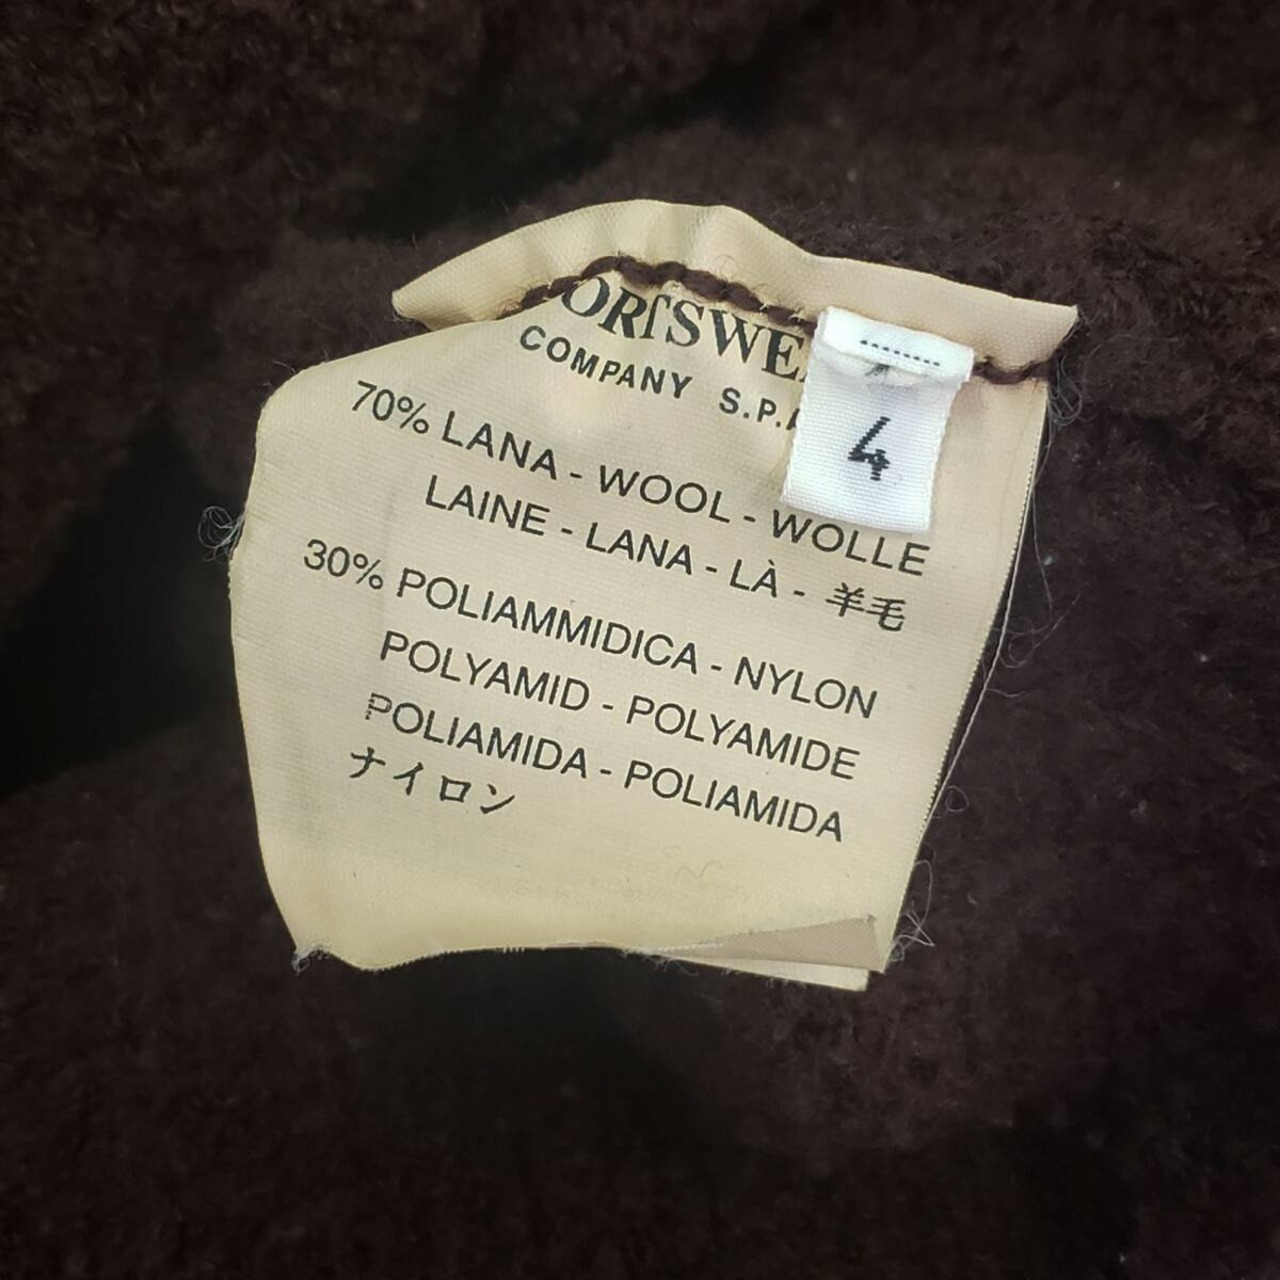 COMPANY S.P.
4
70% LANA - WOOL - WOLLE
LAINE - LANA - LÀ - 羊毛
30% POLIAMMIDICA - NYLON
POLYAMID - POLYAMIDE
POLIAMIDA - POLIAMIDA
ナイロン